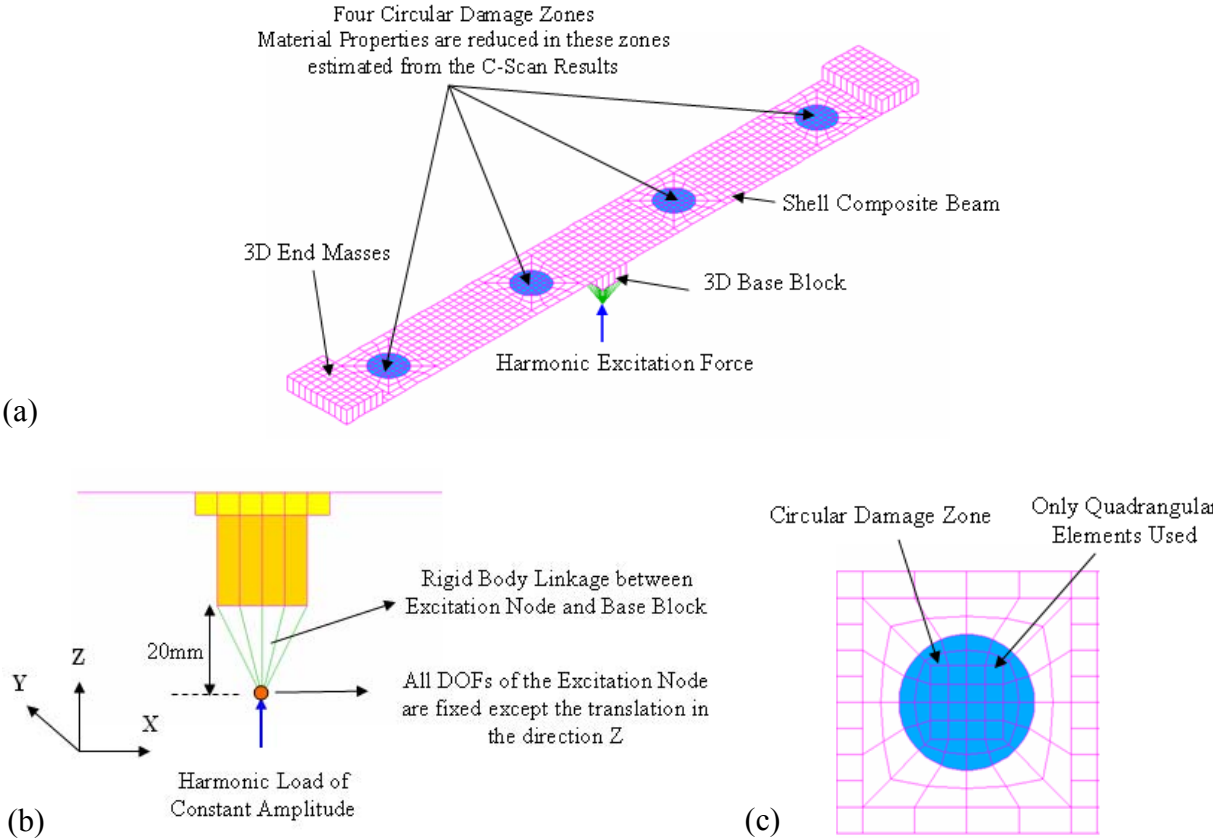 Four Circular Damage Zones
Material Properties are reduced in these zones
estimated from the C-Scan Results
Shell Composite Beam
3D End Masses
3D Base Block
Harmonic Excitation Force
(a)
Rigid Body Linkage between
Excitation Node and Base Block
20mm
Z
Y
X
All DOFs of the Excitation Node
are fixed except the translation in
the direction Z
Harmonic Load of
Constant Amplitude
(b)
Circular Damage Zone
Only Quadrangular
Elements Used
(c)